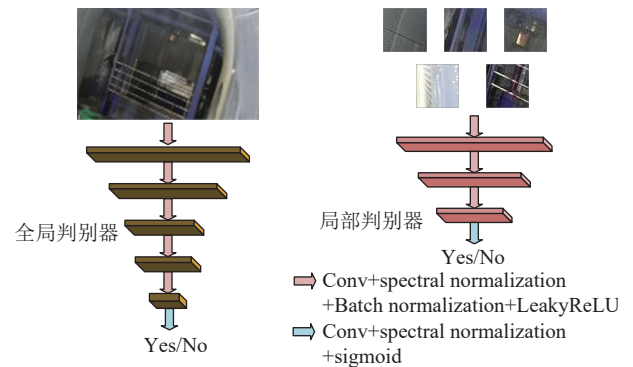 全局判别器
Yes/No
局部判别器
Yes/No
Conv+spectral normalization
+Batch normalization+LeakyReLU
Conv+spectral normalization
+sigmoid